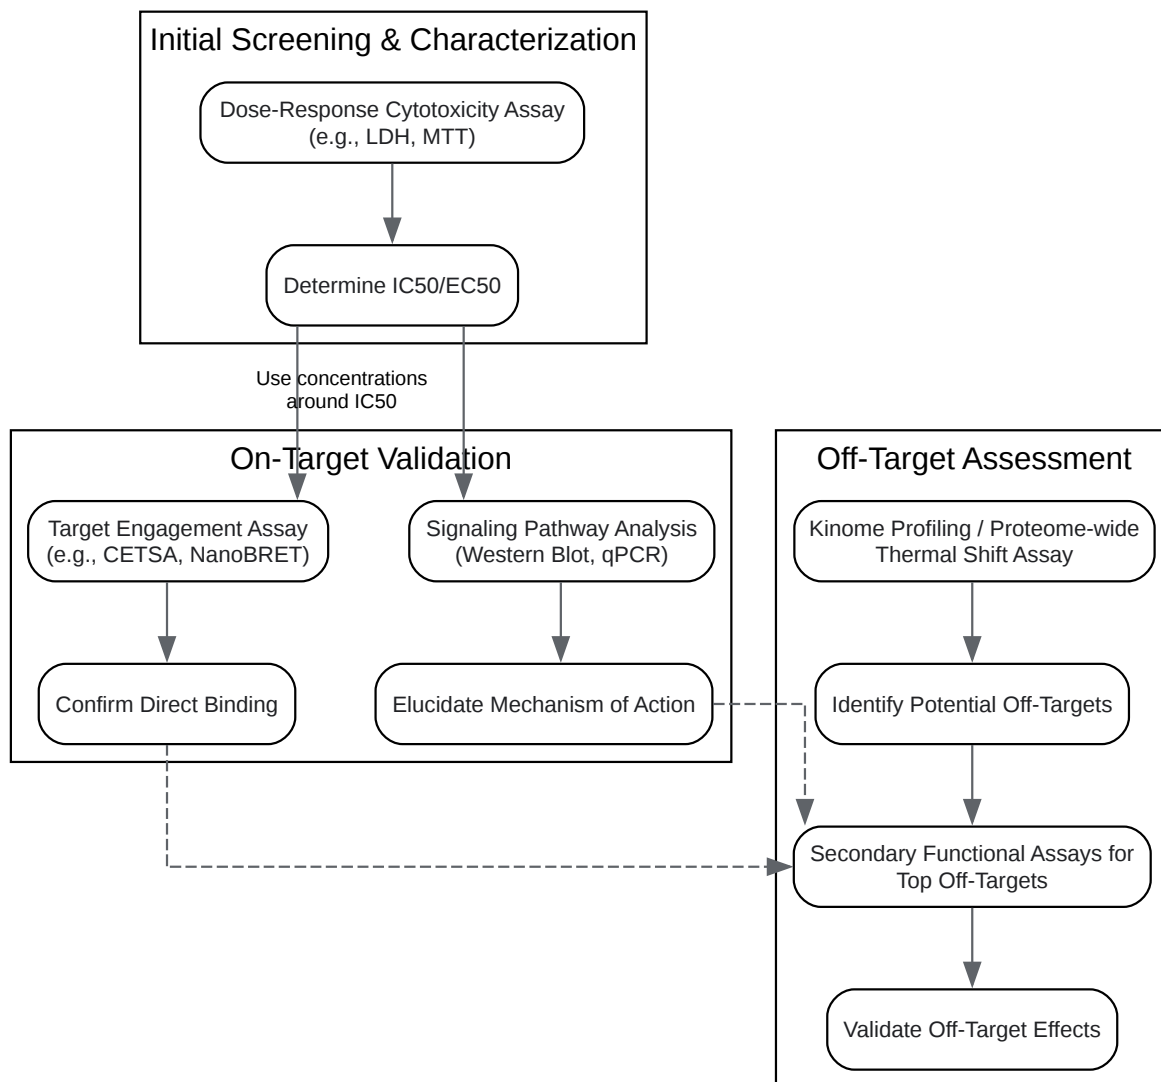 Initial Screening & Characterization
Dose-Response Cytotoxicity Assay
(e.g., LDH, MTT)
Determine IC50/EC50
Use concentrations
around IC50
On-Target Validation
Target Engagement Assay
(e.g., CETSA, NanoBRET)
Signaling Pathway Analysis
(Western Blot, qPCR)
Confirm Direct Binding
Elucidate Mechanism of Action
Off-Target Assessment
Kinome Profiling / Proteome-wide
Thermal Shift Assay
Identify Potential Off-Targets
Secondary Functional Assays for
Top Off-Targets
Validate Off-Target Effects